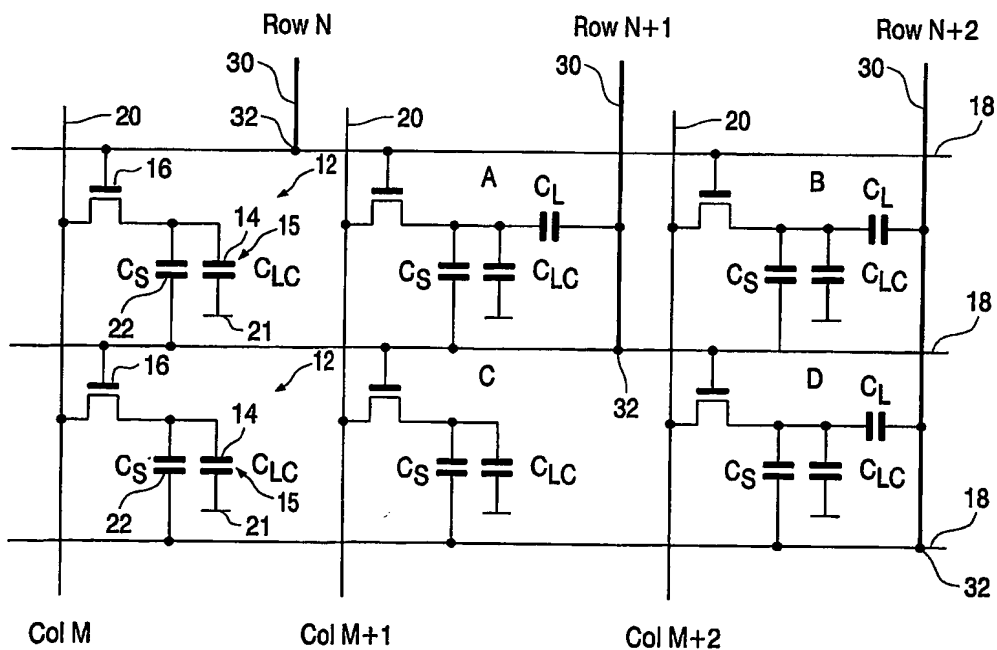 Row N Row N+1 Row N+2
30 30 30
20 20 20 18
32
16 12 A B
C_L C_L
14 15
C_S C_LC C_S C_LC C_S C_LC
22 21 18
16 12 C D
32 C_L
14
C_S C_LC C_S C_LC C_S C_LC
15
22 21 18
32
Col M Col M+1 Col M+2